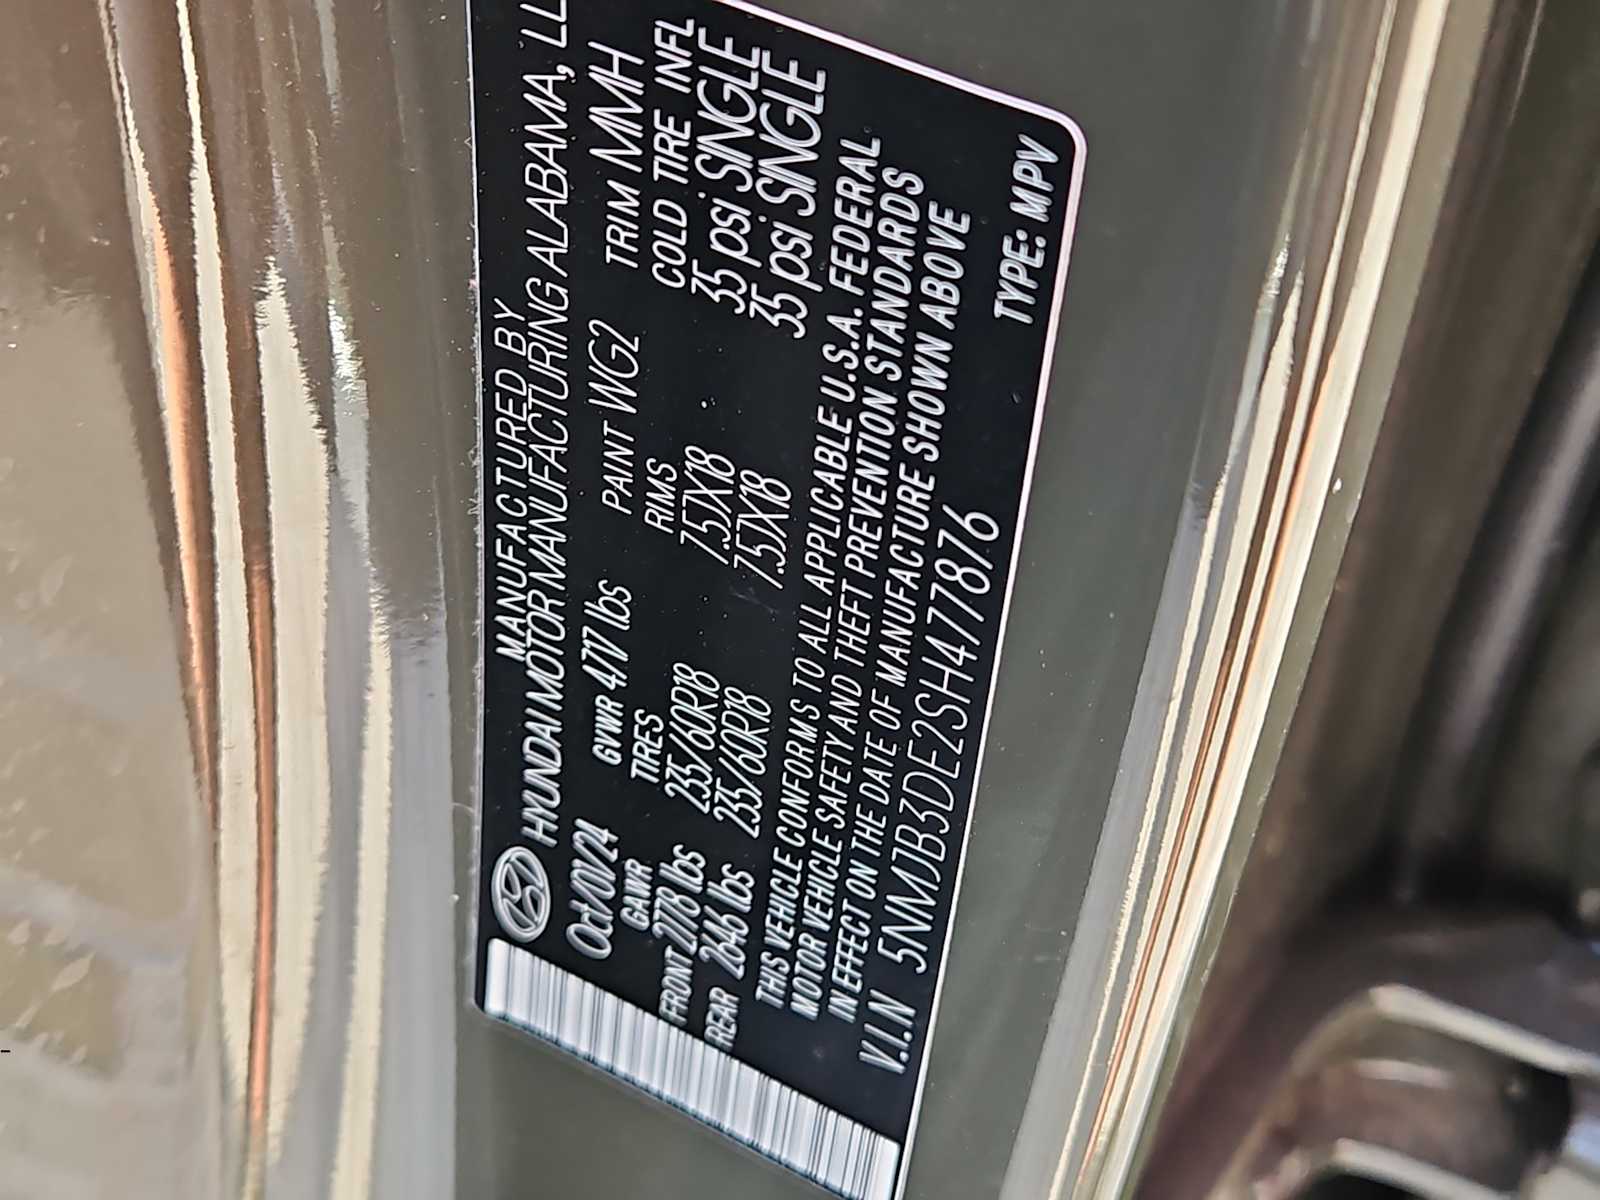 MANUFACTURED BY
HYUNDAI MOTOR MANUFACTURING ALABAMA, LL
Oct/01/24 GVWR 4717 lbs PAINT WG2 TRIM MMH
GAWR TIRES RIMS COLD TIRE INFL
FRONT 2778 lbs 235/60R18 7.5JX18 35 psi SINGLE
REAR 2646 lbs 235/60R18 7.5JX18 35 psi SINGLE
THIS VEHICLE CONFORMS TO ALL APPLICABLE U.S.A. FEDERAL
MOTOR VEHICLE SAFETY AND THEFT PREVENTION STANDARDS
IN EFFECT ON THE DATE OF MANUFACTURE SHOWN ABOVE
V.I.N 5NMJB3DE2SH477876 TYPE: MPV